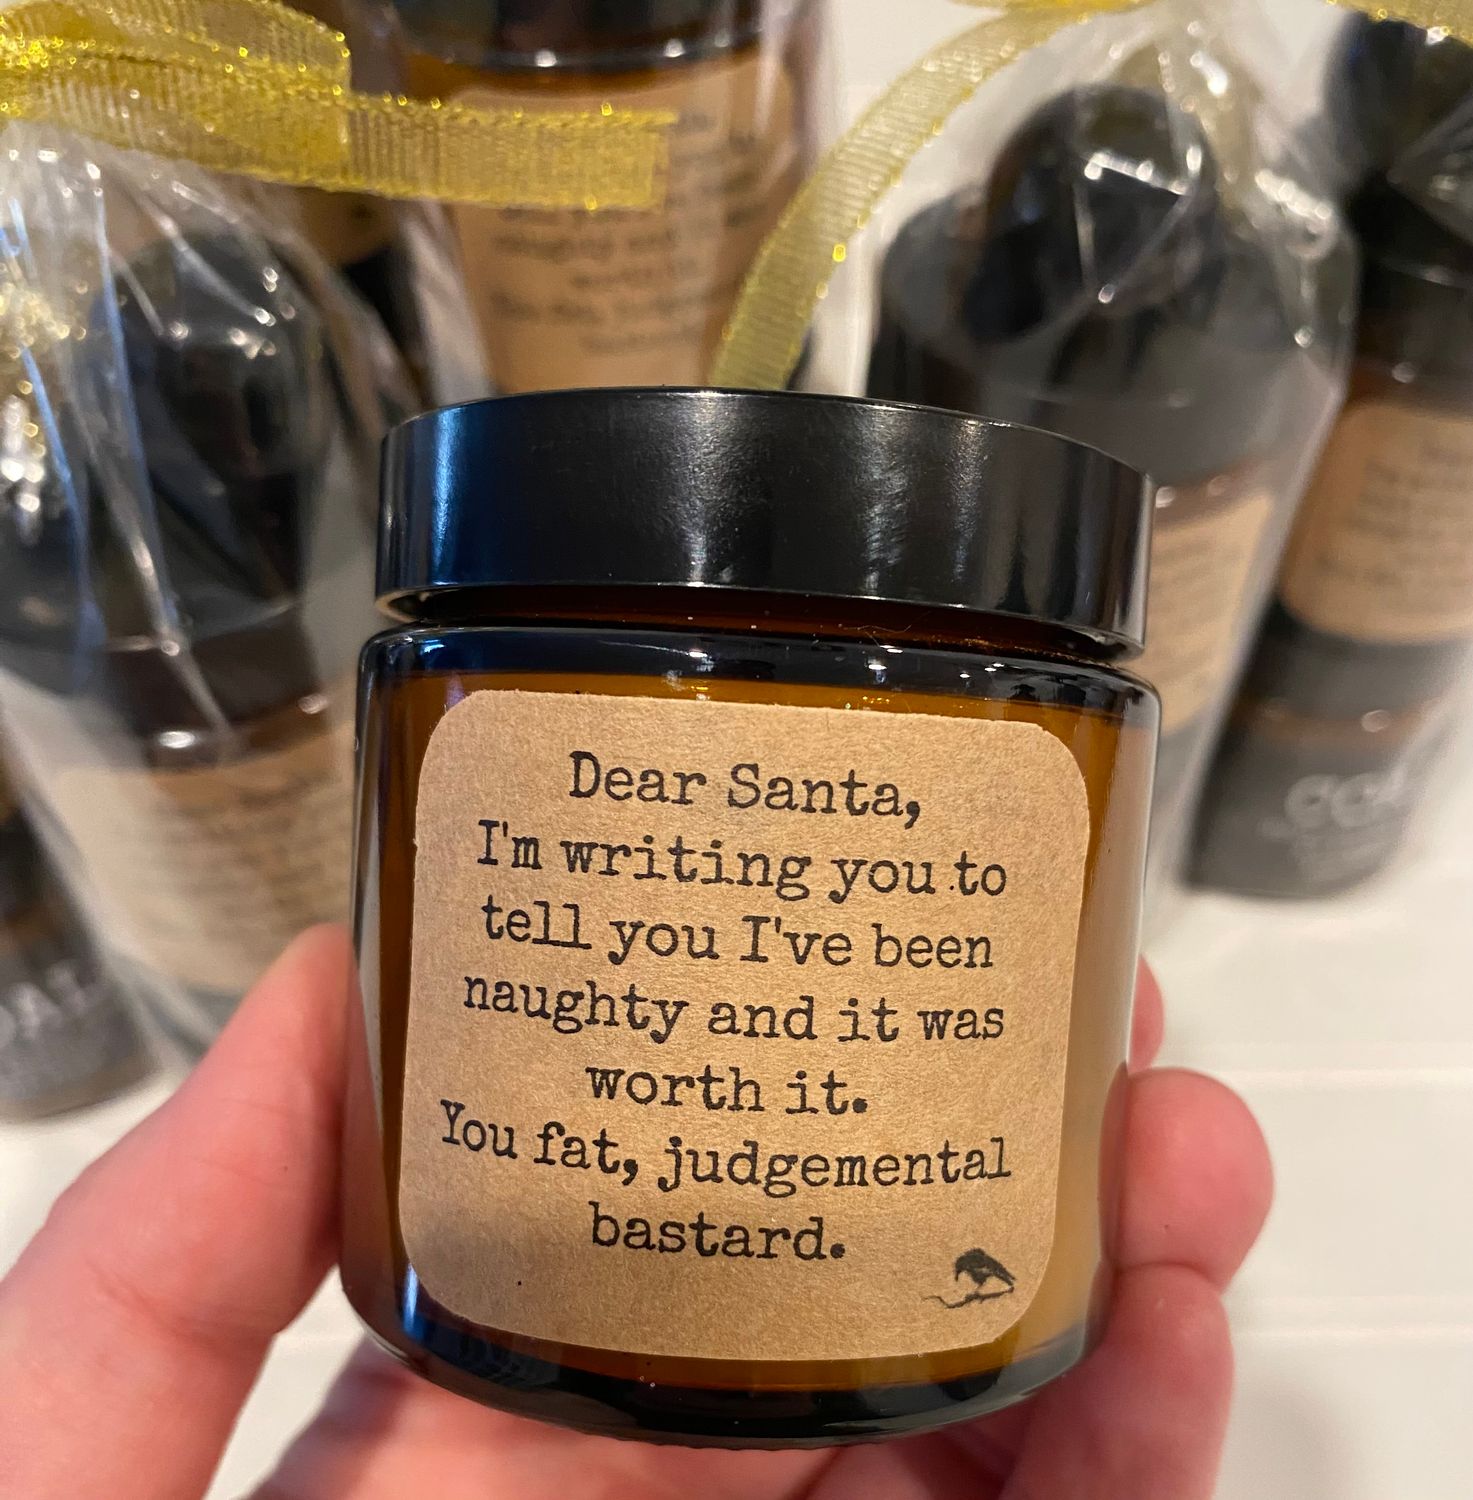 Dear Santa,
I'm writing you to
tell you I've been
naughty and it was
worth it.
You fat, judgemental
bastard.